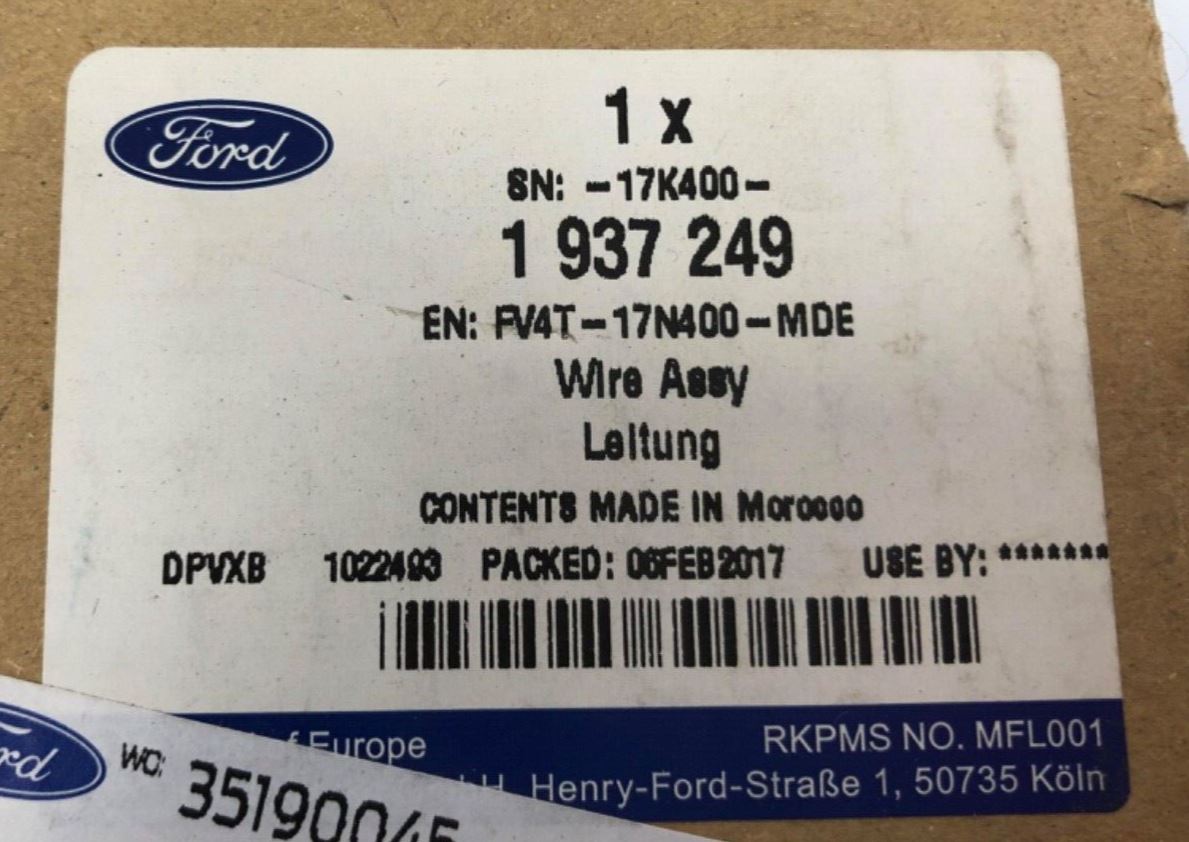 Ford
1 x
SN: -17K400-
1 937 249
EN: FV4T-17N400-MDE
Wire Assy
Leitung
CONTENTS MADE IN Morocco
DPVXB 1022493 PACKED: 06FEB2017 USE BY: *******
of Europe RKPMS NO. MFL001
Henry-Ford-Straße 1, 50735 Köln
WO:
35190045